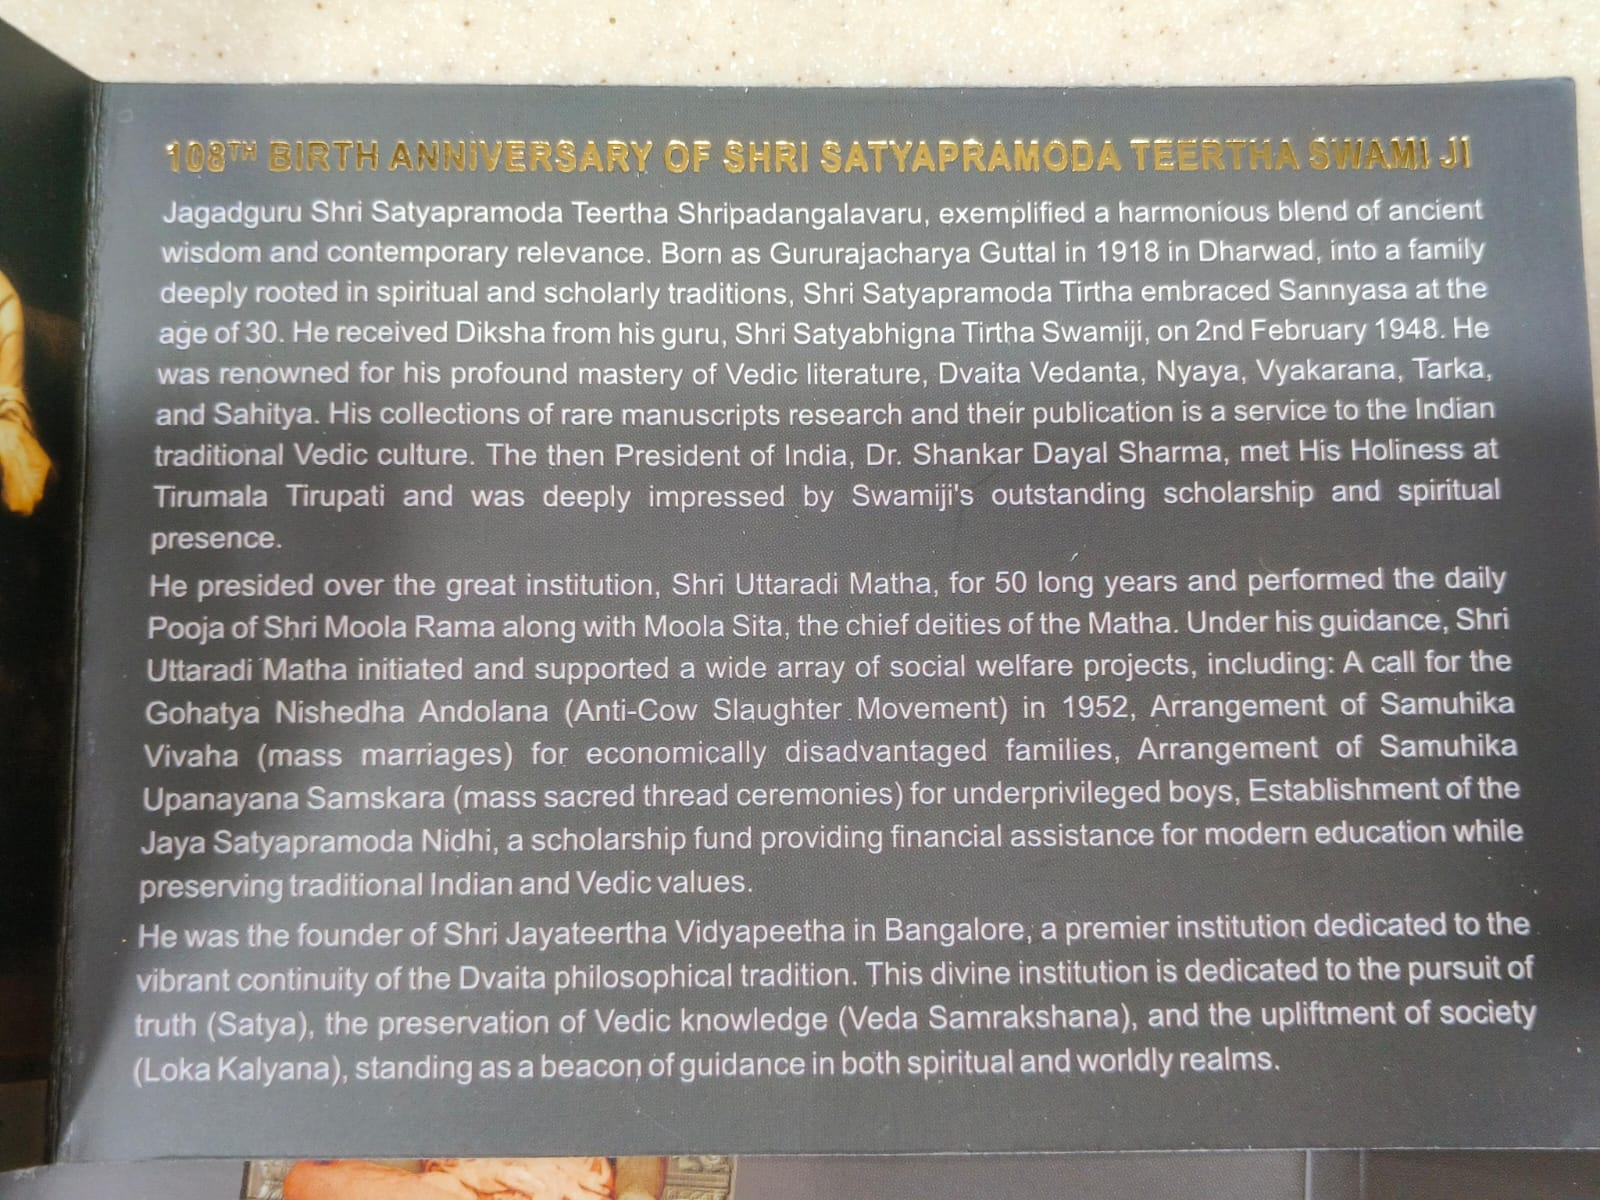 108TH BIRTH ANNIVERSARY OF SHRI SATYAPRAMODA TEERTHA SWAMI JI
Jagadguru Shri Satyapramoda Teertha Shripadangalavaru, exemplified a harmonious blend of ancient
wisdom and contemporary relevance. Born as Gururajacharya Guttal in 1918 in Dharwad, into a family
deeply rooted in spiritual and scholarly traditions, Shri Satyapramoda Tirtha embraced Sannyasa at the
age of 30. He received Diksha from his guru, Shri Satyabhigna Tirtha Swamiji, on 2nd February 1948. He
was renowned for his profound mastery of Vedic literature, Dvaita Vedanta, Nyaya, Vyakarana, Tarka,
and Sahitya. His collections of rare manuscripts research and their publication is a service to the Indian
traditional Vedic culture. The then President of India, Dr. Shankar Dayal Sharma, met His Holiness at
Tirumala Tirupati and was deeply impressed by Swamiji's outstanding scholarship and spiritual
presence.
He presided over the great institution, Shri Uttaradi Matha, for 50 long years and performed the daily
Pooja of Shri Moola Rama along with Moola Sita, the chief deities of the Matha. Under his guidance, Shri
Uttaradi Matha initiated and supported a wide array of social welfare projects, including: A call for the
Gohatya Nishedha Andolana (Anti-Cow Slaughter Movement) in 1952, Arrangement of Samuhika
Vivaha (mass marriages) for economically disadvantaged families, Arrangement of Samuhika
Upanayana Samskara (mass sacred thread ceremonies) for underprivileged boys, Establishment of the
Jaya Satyapramoda Nidhi, a scholarship fund providing financial assistance for modern education while
preserving traditional Indian and Vedic values.
He was the founder of Shri Jayateertha Vidyapeetha in Bangalore, a premier institution dedicated to the
vibrant continuity of the Dvaita philosophical tradition. This divine institution is dedicated to the pursuit of
truth (Satya), the preservation of Vedic knowledge (Veda Samrakshana), and the upliftment of society
(Loka Kalyana), standing as a beacon of guidance in both spiritual and worldly realms.